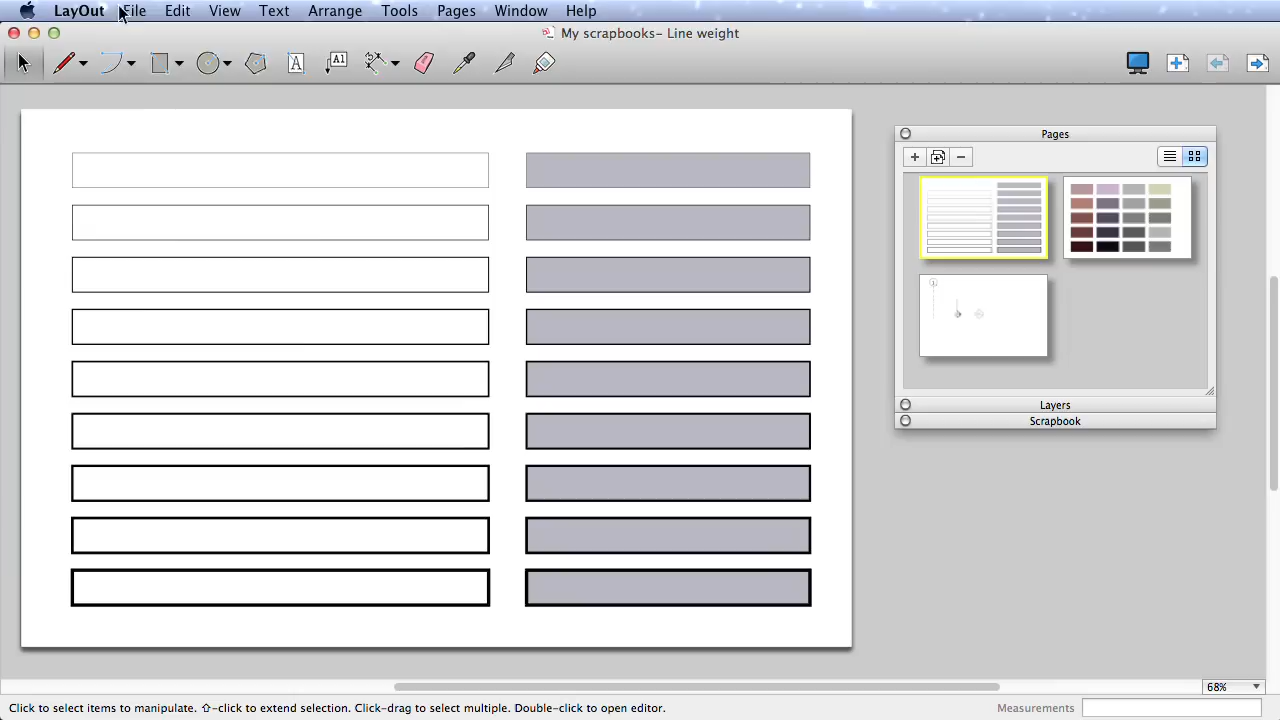 LayOut File Edit View Text Arrange Tools Pages Window Help
My scrapbooks- Line weight
A A1
Pages
Layers
Scrapbook
68%
Click to select items to manipulate. ⇧-click to extend selection. Click-drag to select multiple. Double-click to open editor.
Measurements